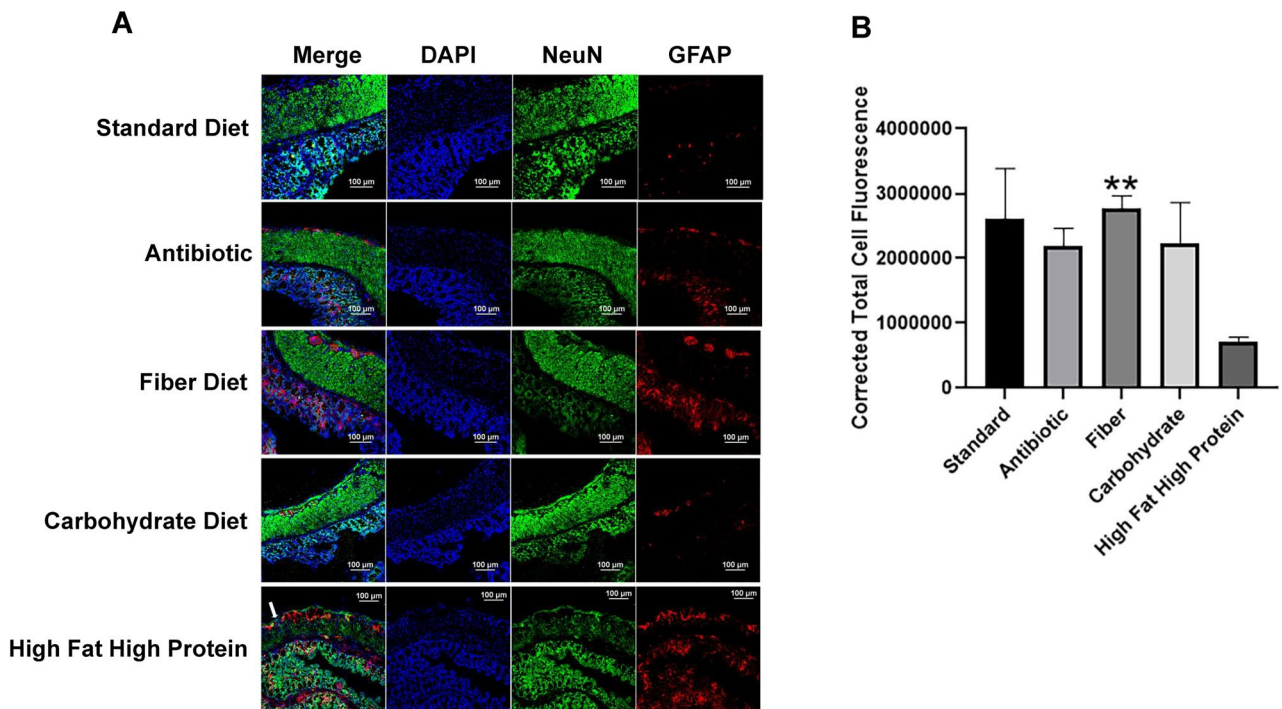 A
Merge DAPI NeuN GFAP
Standard Diet
100 µm 100 µm 100 µm 100 µm
Antibiotic
100 µm 100 µm 100 µm 100 µm
Fiber Diet
100 µm 100 µm 100 µm 100 µm
Carbohydrate Diet
100 µm 100 µm 100 µm 100 µm
High Fat High Protein
100 µm 100 µm 100 µm 100 µm
B
Corrected Total Cell Fluorescence
4000000
3000000
2000000
1000000
0
**
Standard
Antibiotic
Fiber
Carbohydrate
High Fat High Protein